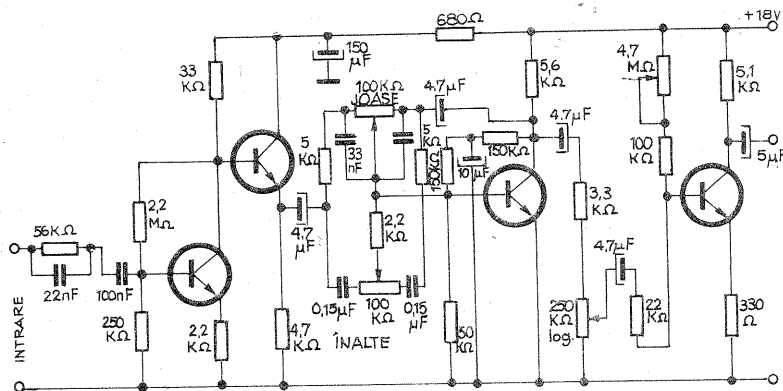 680Ω
+18V
33
KΩ
150
µF
100KΩ
JOASE
4,7µF
5,6
KΩ
4,7µF
4,7
MΩ
5,1
KΩ
5
KΩ
33
nF
5
KΩ
150KΩ
10µF
150KΩ
100
KΩ
5µF
2,2
MΩ
4,7
µF
2,2
KΩ
3,3
KΩ
56KΩ
22nF
100nF
4,7µF
0,15µF
100
KΩ
0,15
µF
INTRARE
250
KΩ
2,2
KΩ
4,7
KΩ
ÎNALTE
50
KΩ
250
KΩ
log.
22
KΩ
330
Ω